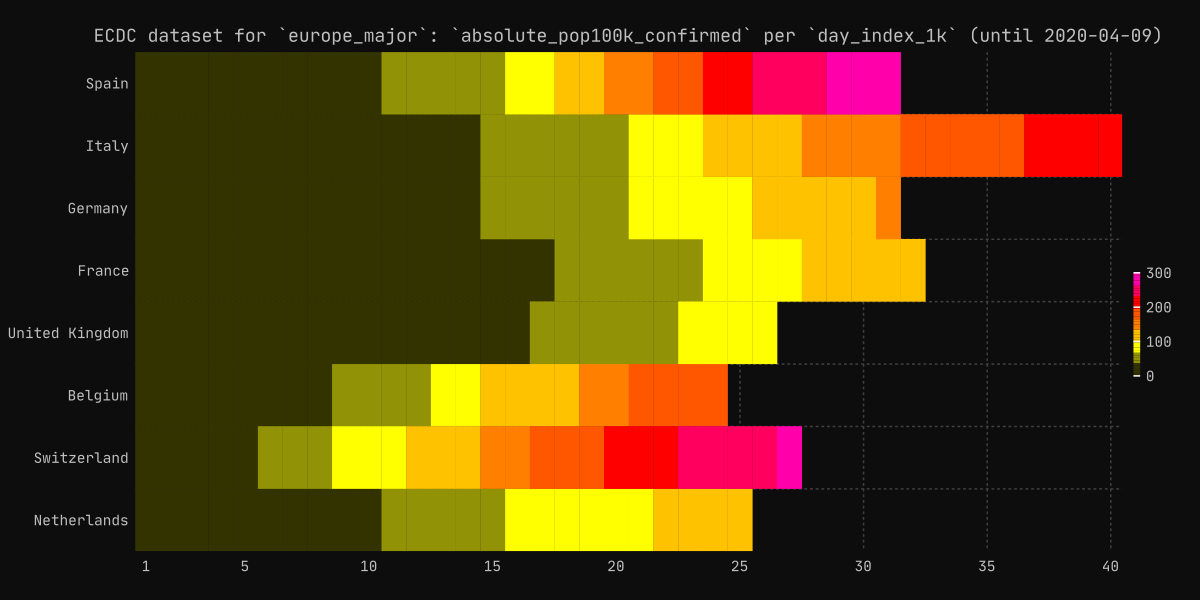 ECDC dataset for `europe_major`: `absolute_pop100k_confirmed` per `day_index_1k` (until 2020-04-09)
Spain
Italy
Germany
France
United Kingdom
Belgium
Switzerland
Netherlands
300
200
100
0
1 5 10 15 20 25 30 35 40